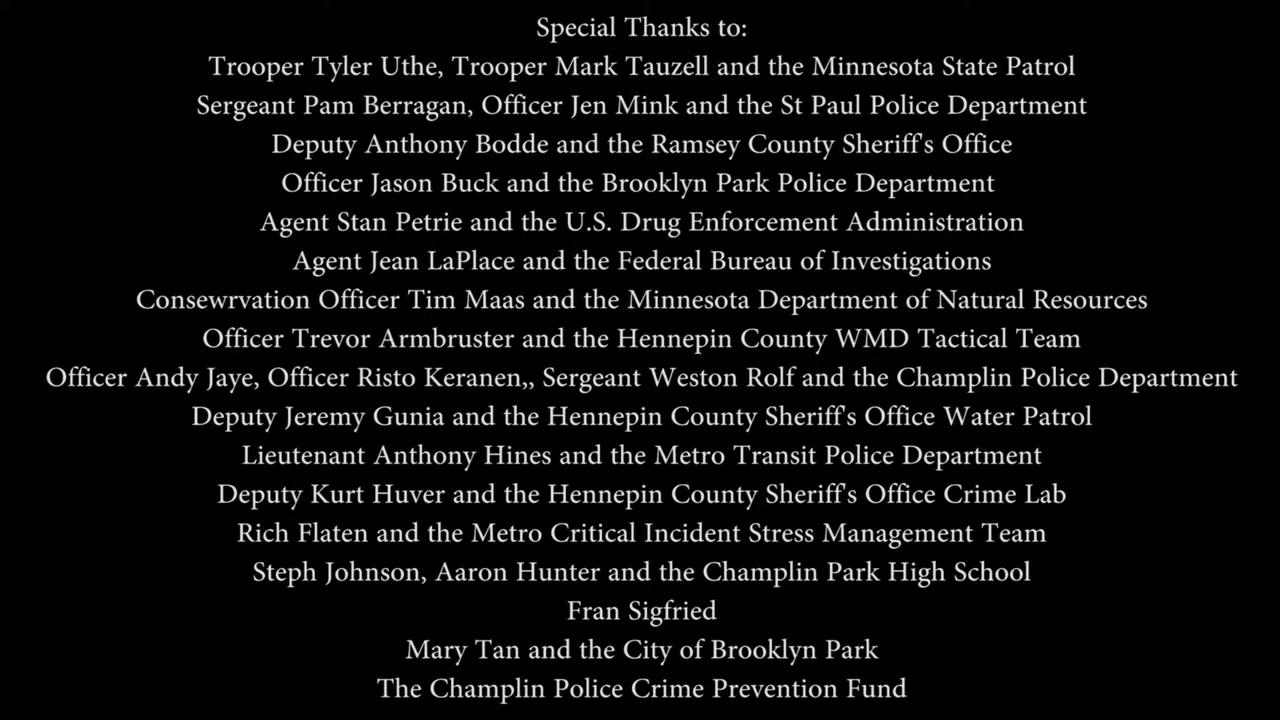 Special Thanks to:
Trooper Tyler Uthe, Trooper Mark Tauzell and the Minnesota State Patrol
Sergeant Pam Berragan, Officer Jen Mink and the St Paul Police Department
Deputy Anthony Bodde and the Ramsey County Sheriff's Office
Officer Jason Buck and the Brooklyn Park Police Department
Agent Stan Petrie and the U.S. Drug Enforcement Administration
Agent Jean LaPlace and the Federal Bureau of Investigations
Consewrvation Officer Tim Maas and the Minnesota Department of Natural Resources
Officer Trevor Armbruster and the Hennepin County WMD Tactical Team
Officer Andy Jaye, Officer Risto Keranen,, Sergeant Weston Rolf and the Champlin Police Department
Deputy Jeremy Gunia and the Hennepin County Sheriff's Office Water Patrol
Lieutenant Anthony Hines and the Metro Transit Police Department
Deputy Kurt Huver and the Hennepin County Sheriff's Office Crime Lab
Rich Flaten and the Metro Critical Incident Stress Management Team
Steph Johnson, Aaron Hunter and the Champlin Park High School
Fran Sigfried
Mary Tan and the City of Brooklyn Park
The Champlin Police Crime Prevention Fund